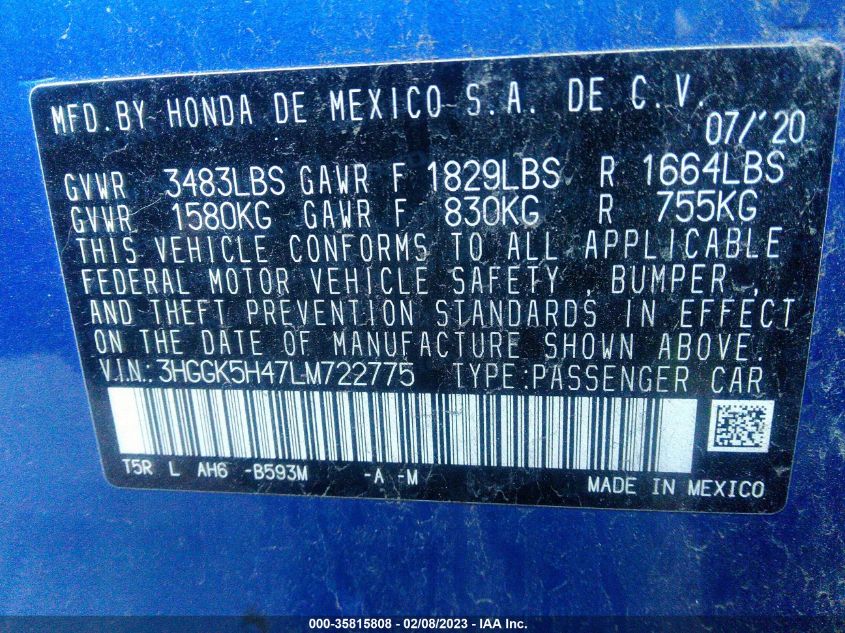 MFD. BY HONDA DE MEXICO S.A. DE C.V.
07/'20
GVWR 3483LBS GAWR F 1829LBS R 1664LBS
GVWR 1580KG GAWR F 830KG R 755KG
THIS VEHICLE CONFORMS TO ALL APPLICABLE
FEDERAL MOTOR VEHICLE SAFETY , BUMPER ,
AND THEFT PREVENTION STANDARDS IN EFFECT
ON THE DATE OF MANUFACTURE SHOWN ABOVE.
V.I.N.: 3HGGK5H47LM722775 TYPE:PASSENGER CAR
T5R L AH6 -B593M -A -M
MADE IN MEXICO
000-35815808 - 02/08/2023 - IAA Inc.